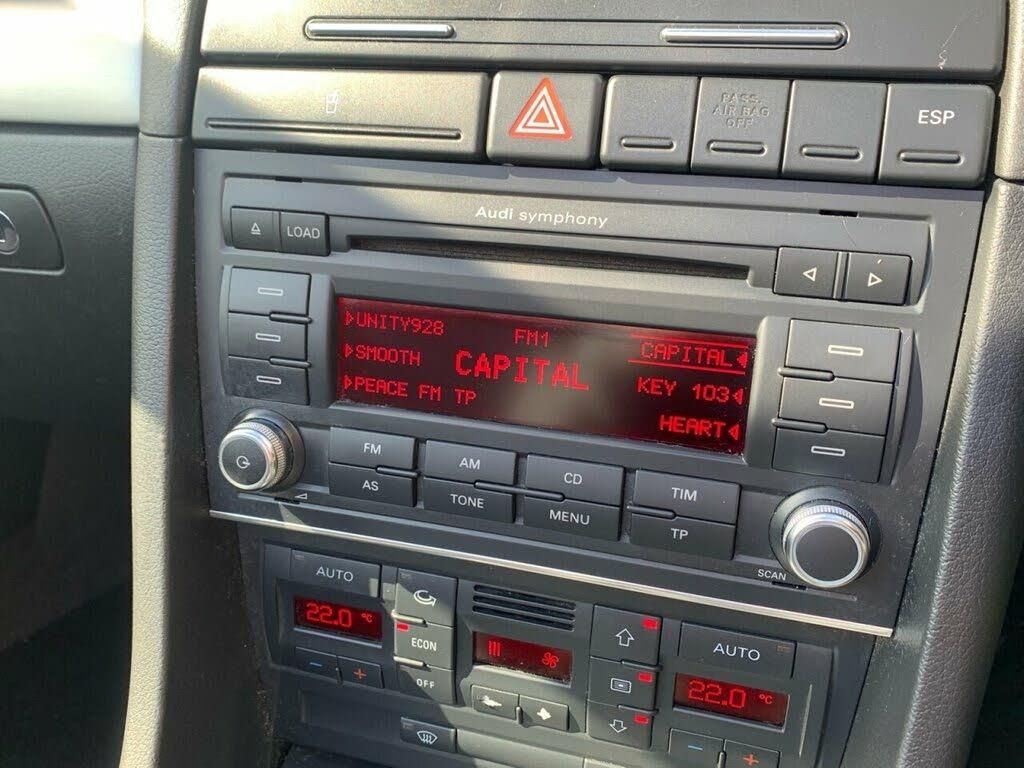 PASS.
AIR BAG
OFF
ESP
Audi symphony
LOAD
UNITY928
FM1
CAPITAL
SMOOTH
CAPITAL
KEY 103
PEACE FM TP
HEART
FM
AM
CD
TIM
AS
TONE
MENU
TP
SCAN
AUTO
22.0 °C
ECON
OFF
AUTO
22.0 °C